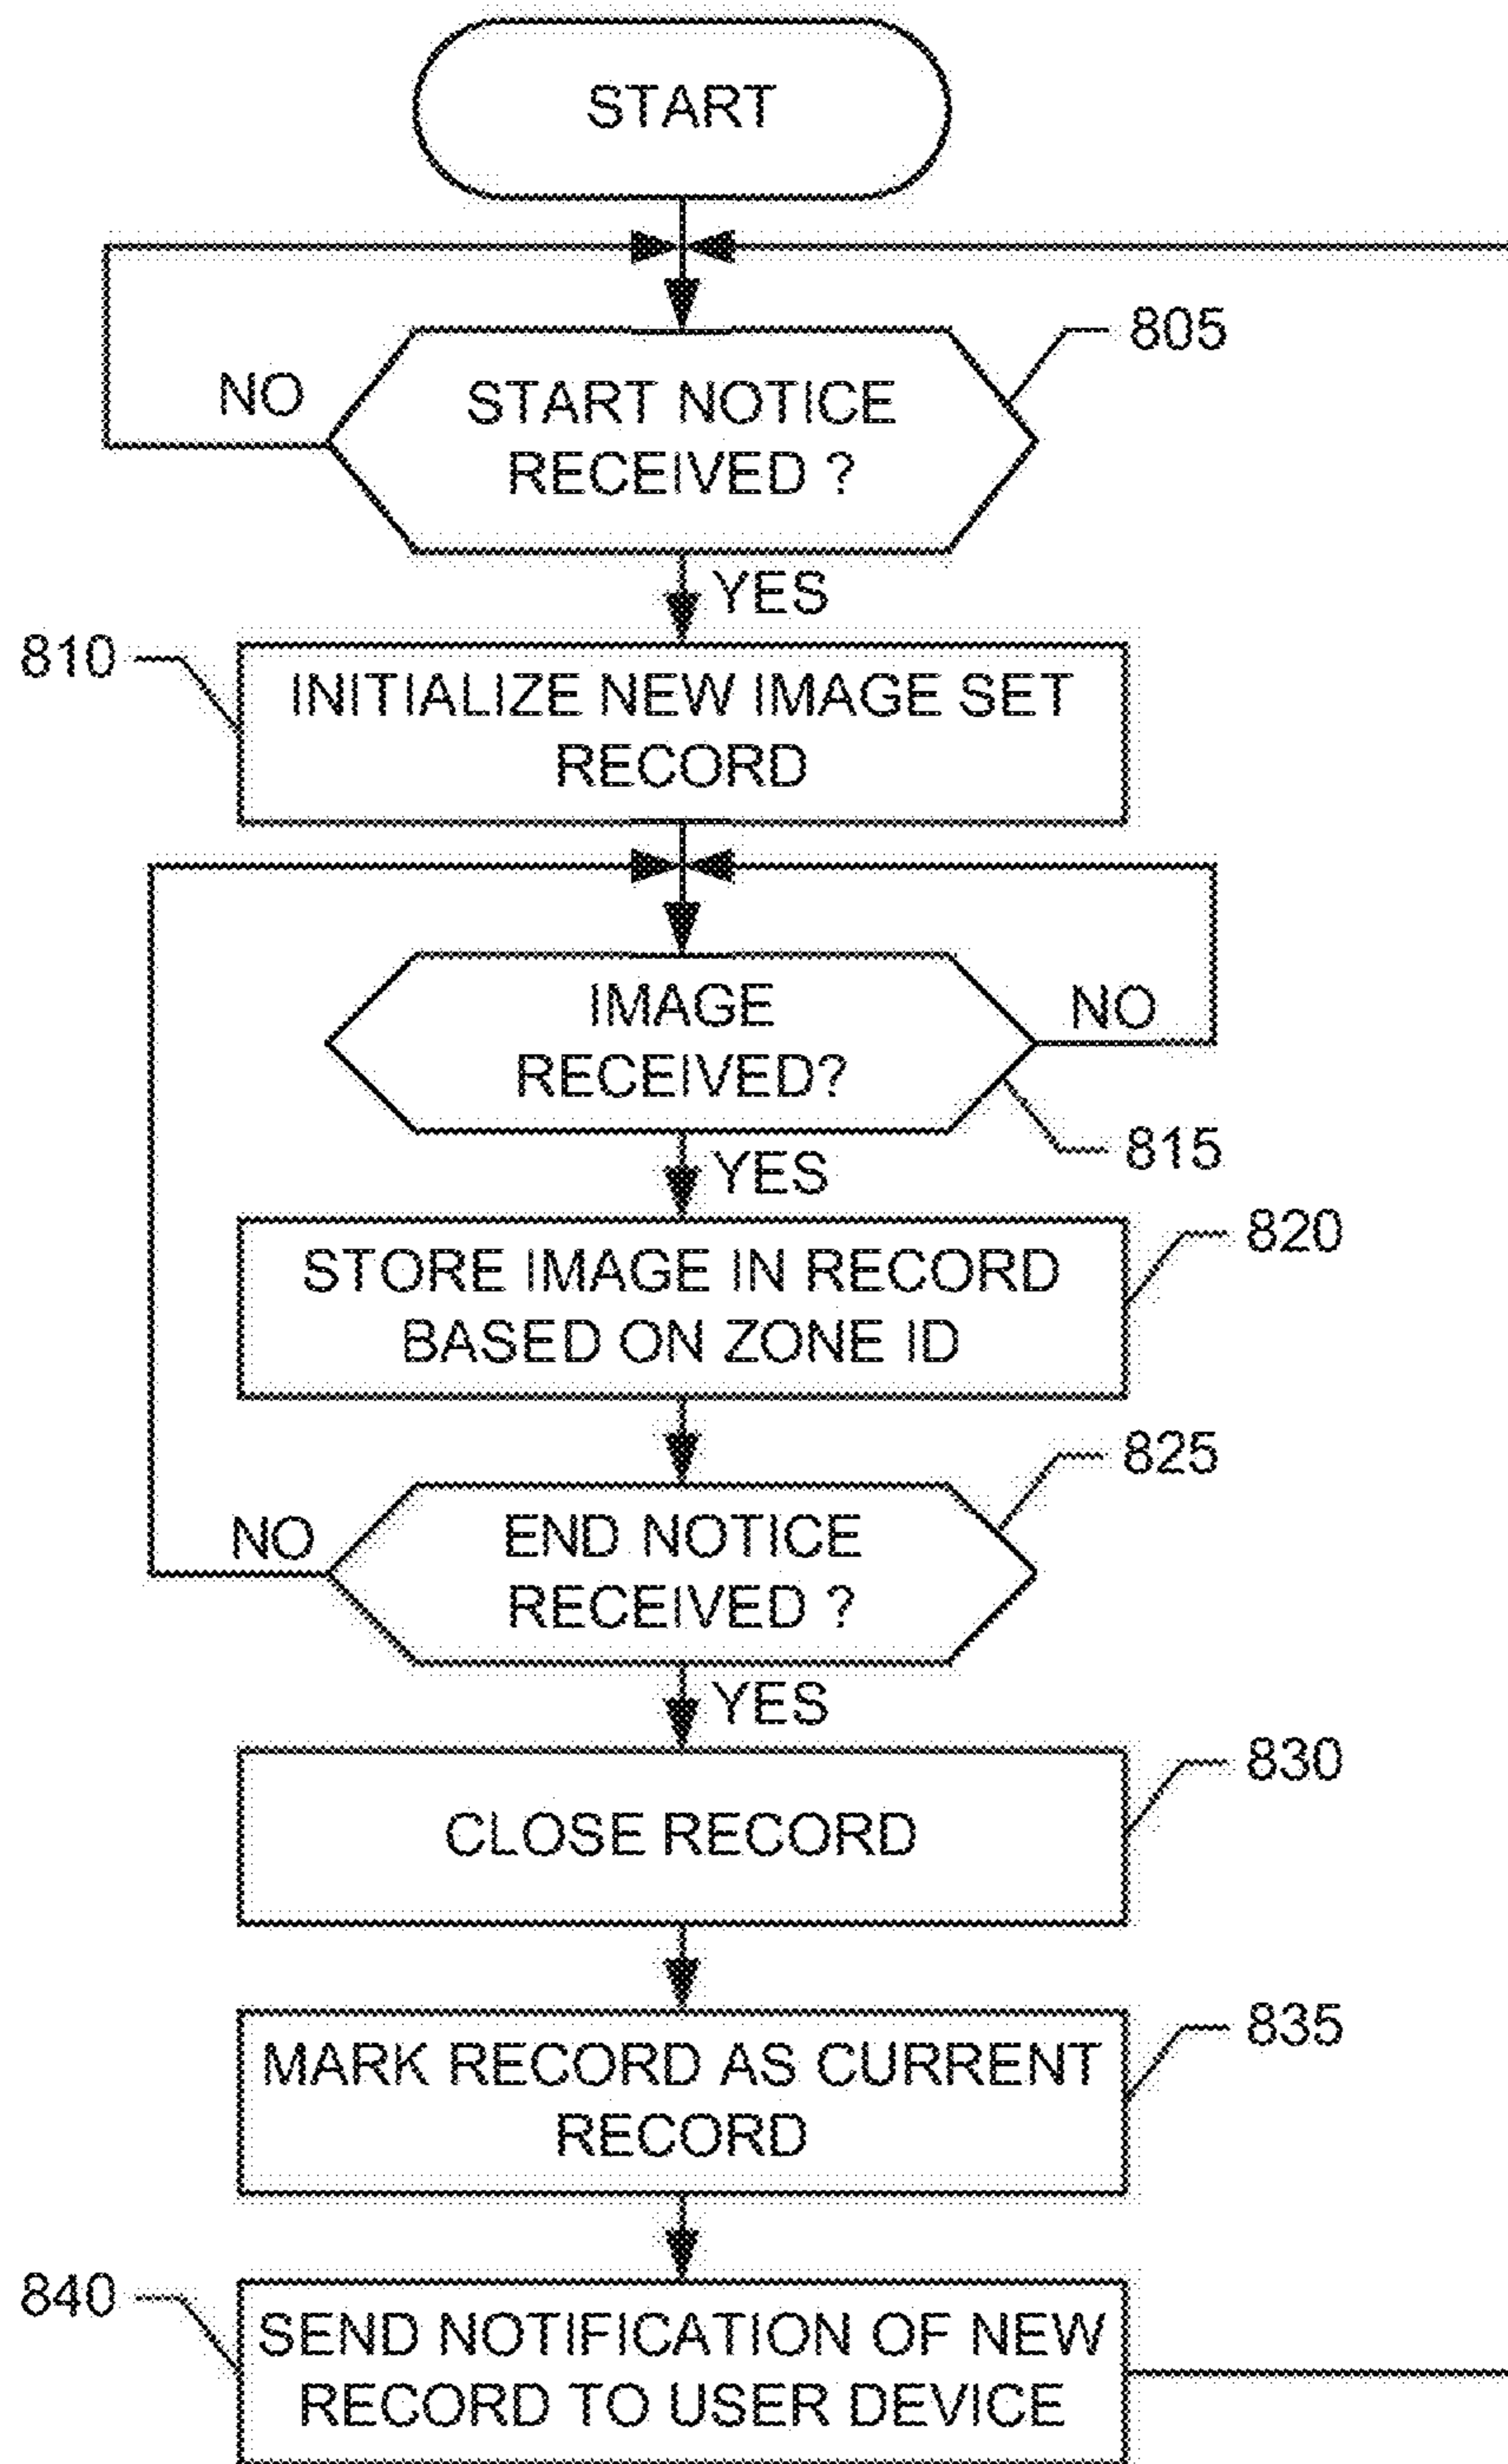 START
805
NO
START NOTICE
RECEIVED ?
YES
810
INITIALIZE NEW IMAGE SET
RECORD
IMAGE
RECEIVED?
NO
815
YES
820
STORE IMAGE IN RECORD
BASED ON ZONE ID
825
NO
END NOTICE
RECEIVED ?
YES
830
CLOSE RECORD
835
MARK RECORD AS CURRENT
RECORD
840
SEND NOTIFICATION OF NEW
RECORD TO USER DEVICE